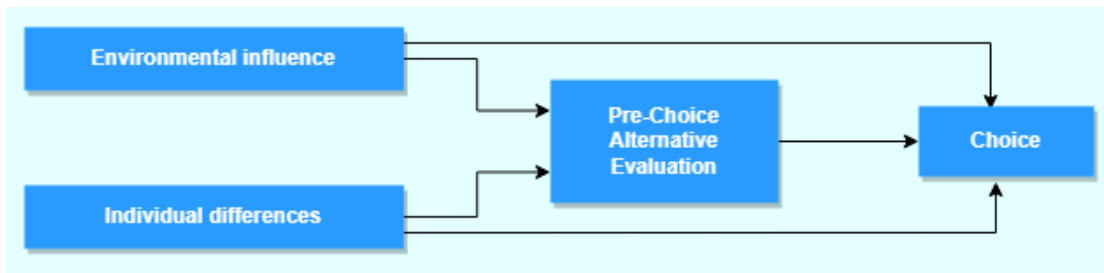 Environmental influence
Pre-Choice
Alternative
Evaluation
Choice
Individual differences